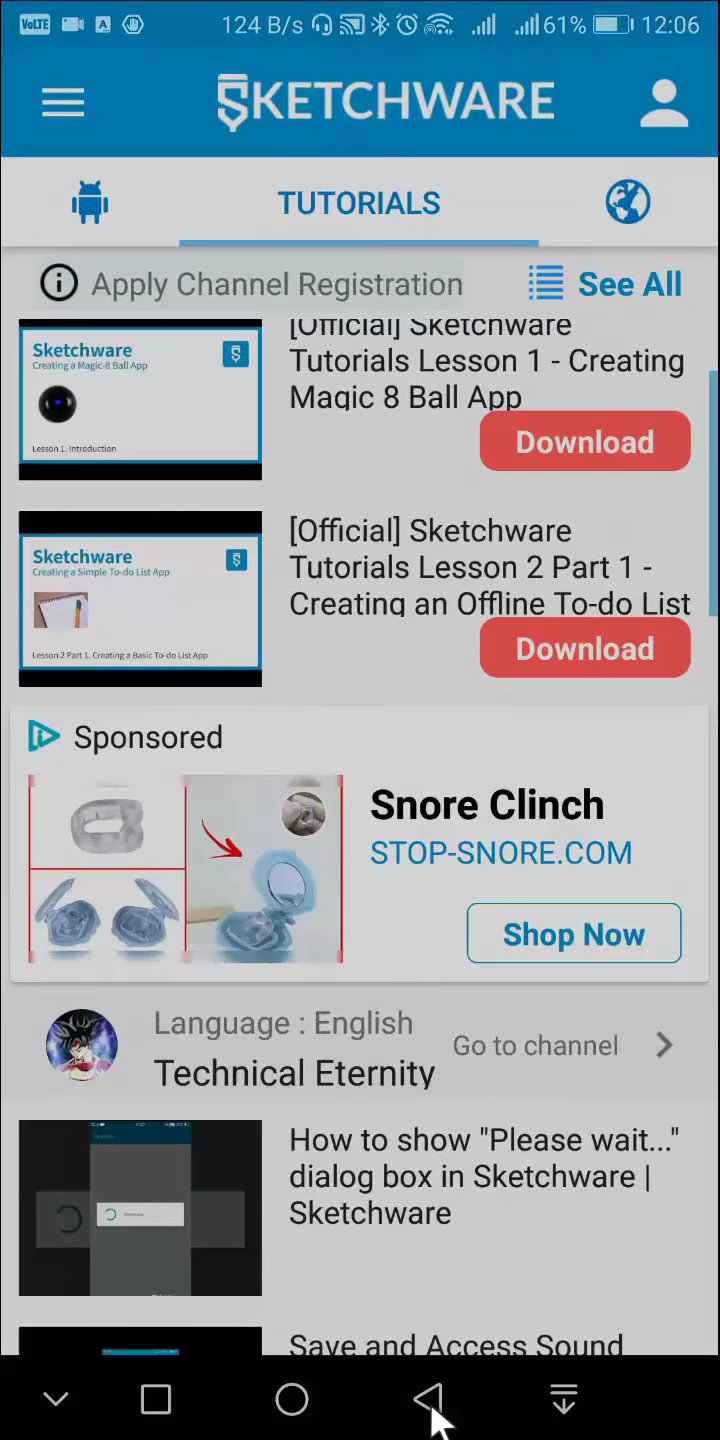 VoLTE A 124 B/s 61% 12:06
SKETCHWARE
TUTORIALS
Apply Channel Registration See All
Sketchware
Creating a Magic-8 Ball App
Lesson 1. Introduction
[Official] Sketchware
Tutorials Lesson 1 - Creating
Magic 8 Ball App
Download
Sketchware
Creating a Simple To-do List App
Lesson 2 Part 1. Creating a Basic To-do List App
[Official] Sketchware
Tutorials Lesson 2 Part 1 -
Creating an Offline To-do List
Download
Sponsored
Snore Clinch
STOP-SNORE.COM
Shop Now
Language : English
Technical Eternity
Go to channel
How to show "Please wait..."
dialog box in Sketchware |
Sketchware
Save and Access Sound